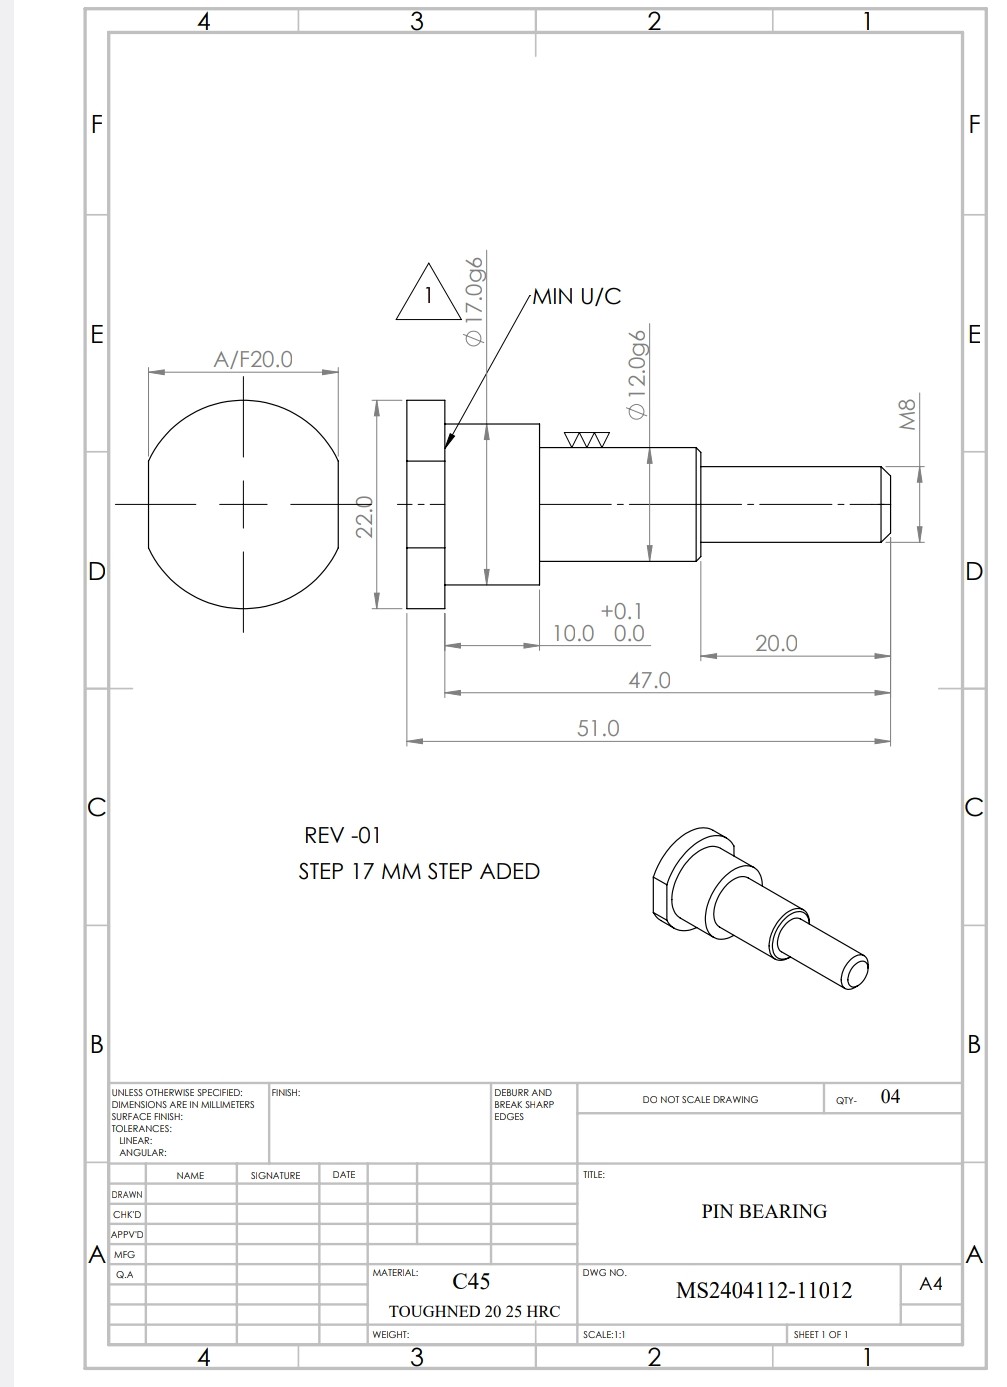 4 3 2 1
F F
E E
D D
C C
B B
A A
1
⌀17.0g6
MIN U/C
A/F20.0
⌀12.0g6
M8
22.0
+0.1
10.0 0.0
20.0
47.0
51.0
REV -01
STEP 17 MM STEP ADED
UNLESS OTHERWISE SPECIFIED:
DIMENSIONS ARE IN MILLIMETERS
SURFACE FINISH:
TOLERANCES:
LINEAR:
ANGULAR:
FINISH:
DEBURR AND
BREAK SHARP
EDGES
DO NOT SCALE DRAWING
QTY- 04
NAME SIGNATURE DATE
DRAWN
CHK'D
APPV'D
MFG
Q.A
TITLE:
PIN BEARING
MATERIAL:
C45
TOUGHNED 20 25 HRC
DWG NO.
MS2404112-11012
A4
WEIGHT:
SCALE:1:1
SHEET 1 OF 1
4 3 2 1